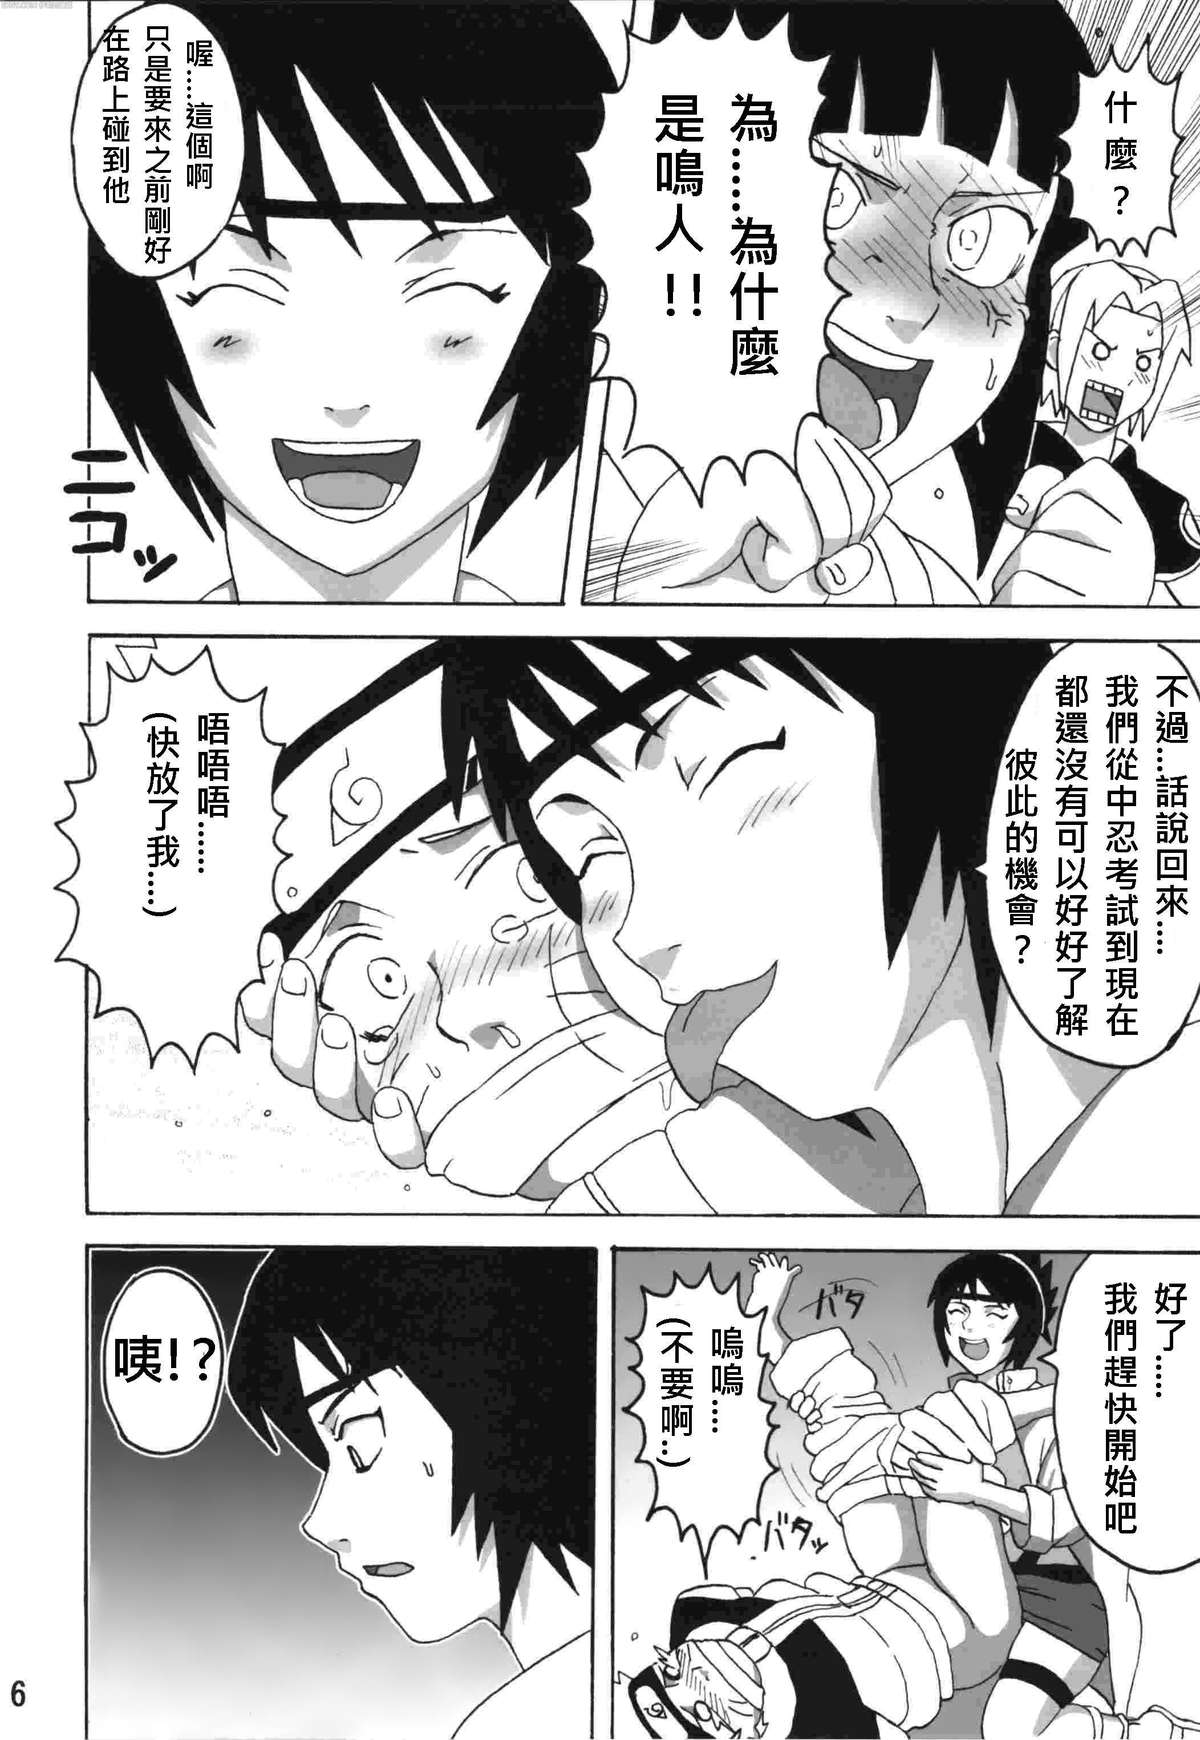 什麼？
為……為什麼
是鳴人！！
喔……這個啊
只是要來之前剛好
在路上碰到他
ニコッ
不過…話說回來……
我們從中忍考試到現在
都還沒有可以好好了解
彼此的機會？
唔唔唔……
(快放了我…)
好了……
我們趕快開始吧
バタ
バタッ
嗚嗚…
(不要啊..)
咦!？
6